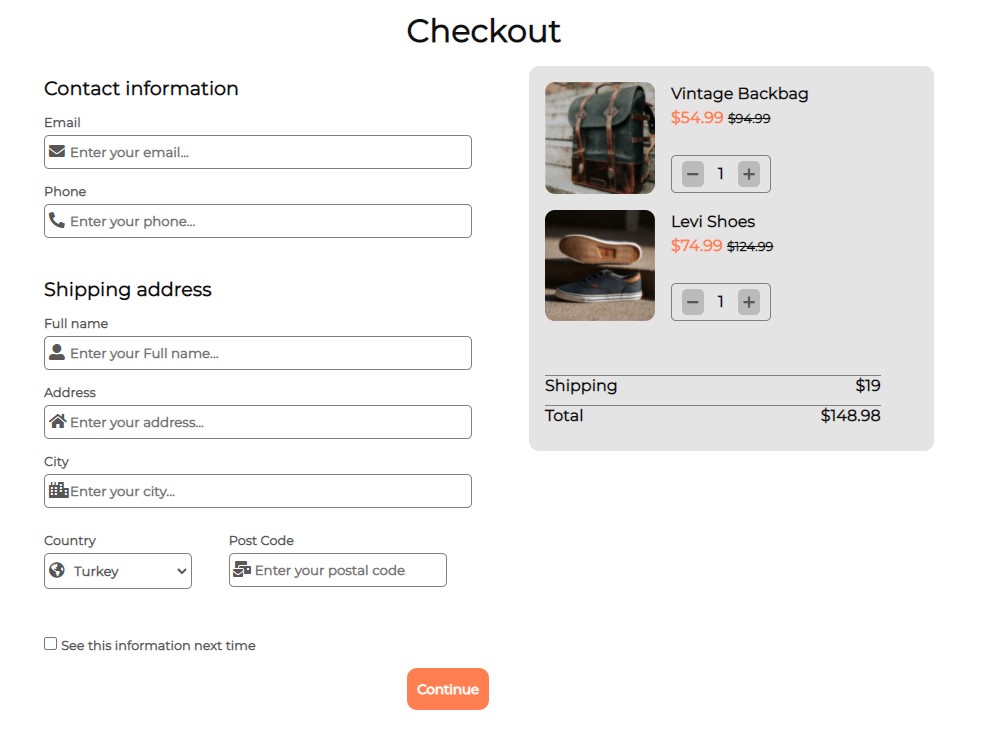 Checkout
Contact information
Email
Enter your email...
Phone
Enter your phone...
Shipping address
Full name
Enter your Full name...
Address
Enter your address...
City
Enter your city...
Country
Turkey
Post Code
Enter your postal code
See this information next time
Continue
Vintage Backbag
$54.99 $94.99
− 1 +
Levi Shoes
$74.99 $124.99
− 1 +
Shipping $19
Total $148.98